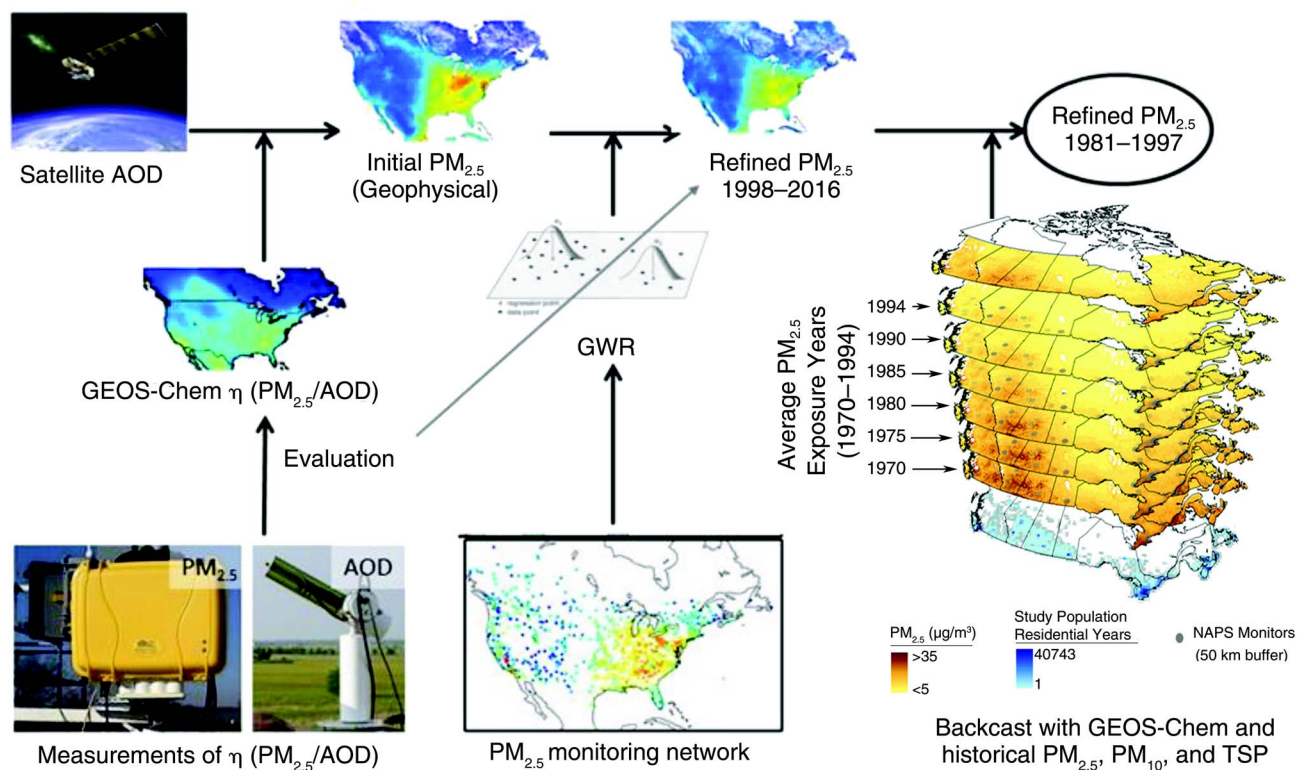 Satellite AOD
Initial PM2.5
(Geophysical)
Refined PM2.5
1998–2016
Refined PM2.5
1981–1997
GEOS-Chem η (PM2.5/AOD)
regression point
data point
GWR
Evaluation
PM2.5
AOD
Measurements of η (PM2.5/AOD)
PM2.5 monitoring network
Average PM2.5
Exposure Years
(1970–1994)
1994
1990
1985
1980
1975
1970
PM2.5 (µg/m³)
>35
<5
Study Population
Residential Years
40743
1
NAPS Monitors
(50 km buffer)
Backcast with GEOS-Chem and
historical PM2.5, PM10, and TSP